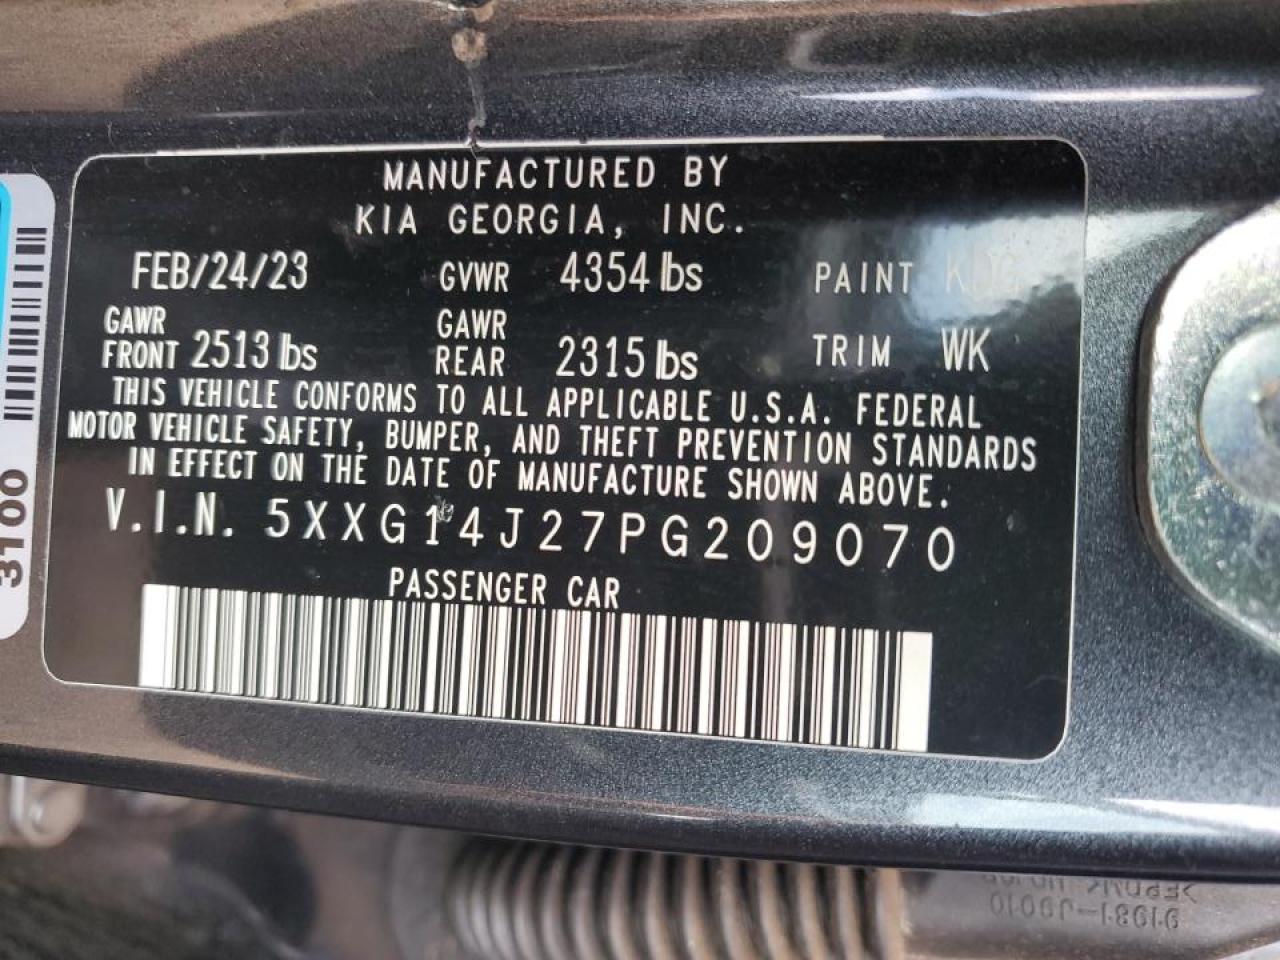 MANUFACTURED BY
KIA GEORGIA, INC.
FEB/24/23 GVWR 4354 lbs PAINT
GAWR FRONT 2513 lbs GAWR REAR 2315 lbs TRIM WK
THIS VEHICLE CONFORMS TO ALL APPLICABLE U.S.A. FEDERAL
MOTOR VEHICLE SAFETY, BUMPER, AND THEFT PREVENTION STANDARDS
IN EFFECT ON THE DATE OF MANUFACTURE SHOWN ABOVE.
V.I.N. 5XXG14J27PG209070
PASSENGER CAR
3100
91981-J9010